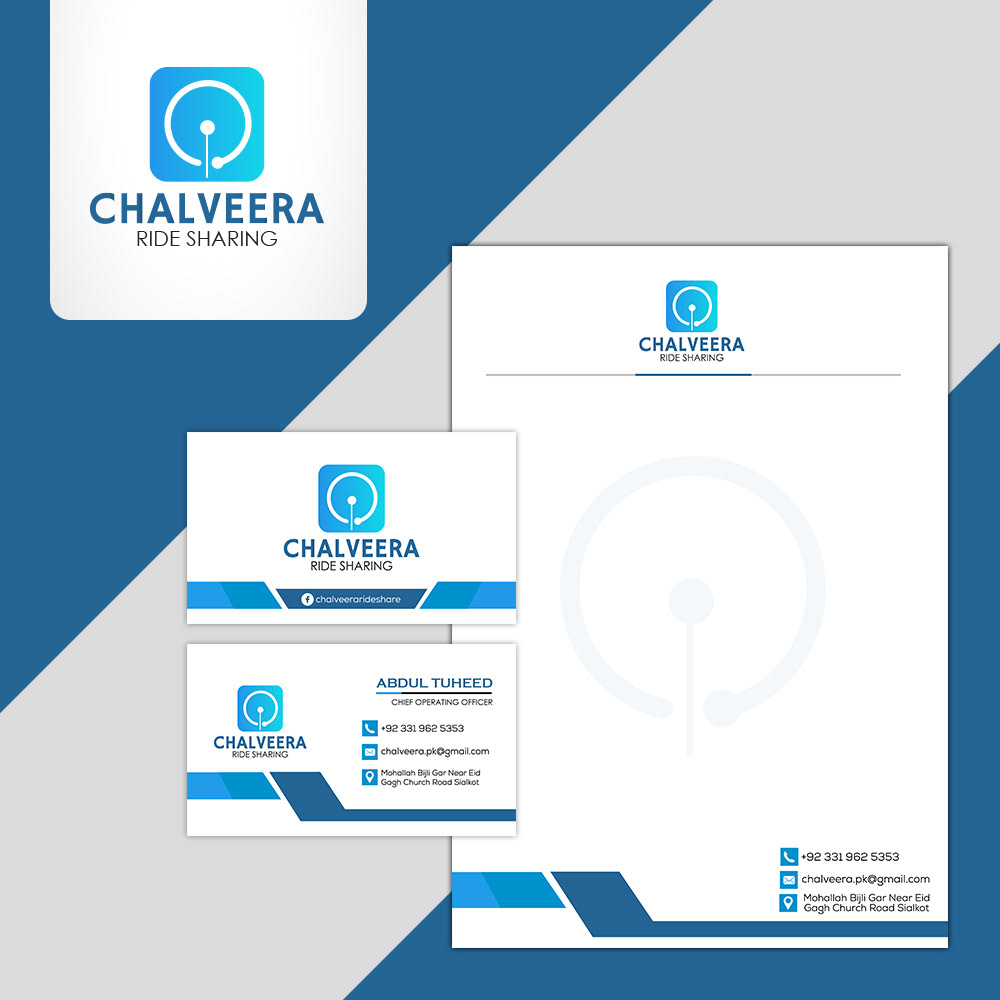 CHALVEERA
RIDE SHARING
CHALVEERA
RIDE SHARING
CHALVEERA
RIDE SHARING
chalveerarideshare
ABDUL TUHEED
CHIEF OPERATING OFFICER
CHALVEERA
RIDE SHARING
+92 331 962 5353
chalveera.pk@gmail.com
Mohallah Bijli Gar Near Eid
Gagh Church Road Sialkot
+92 331 962 5353
chalveera.pk@gmail.com
Mohallah Bijli Gar Near Eid
Gagh Church Road Sialkot